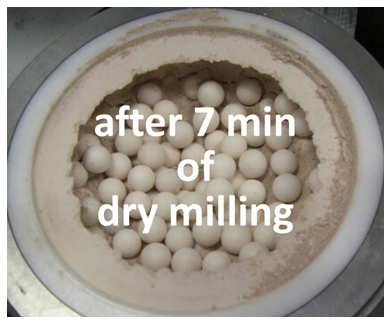 after 7 min
of
dry milling